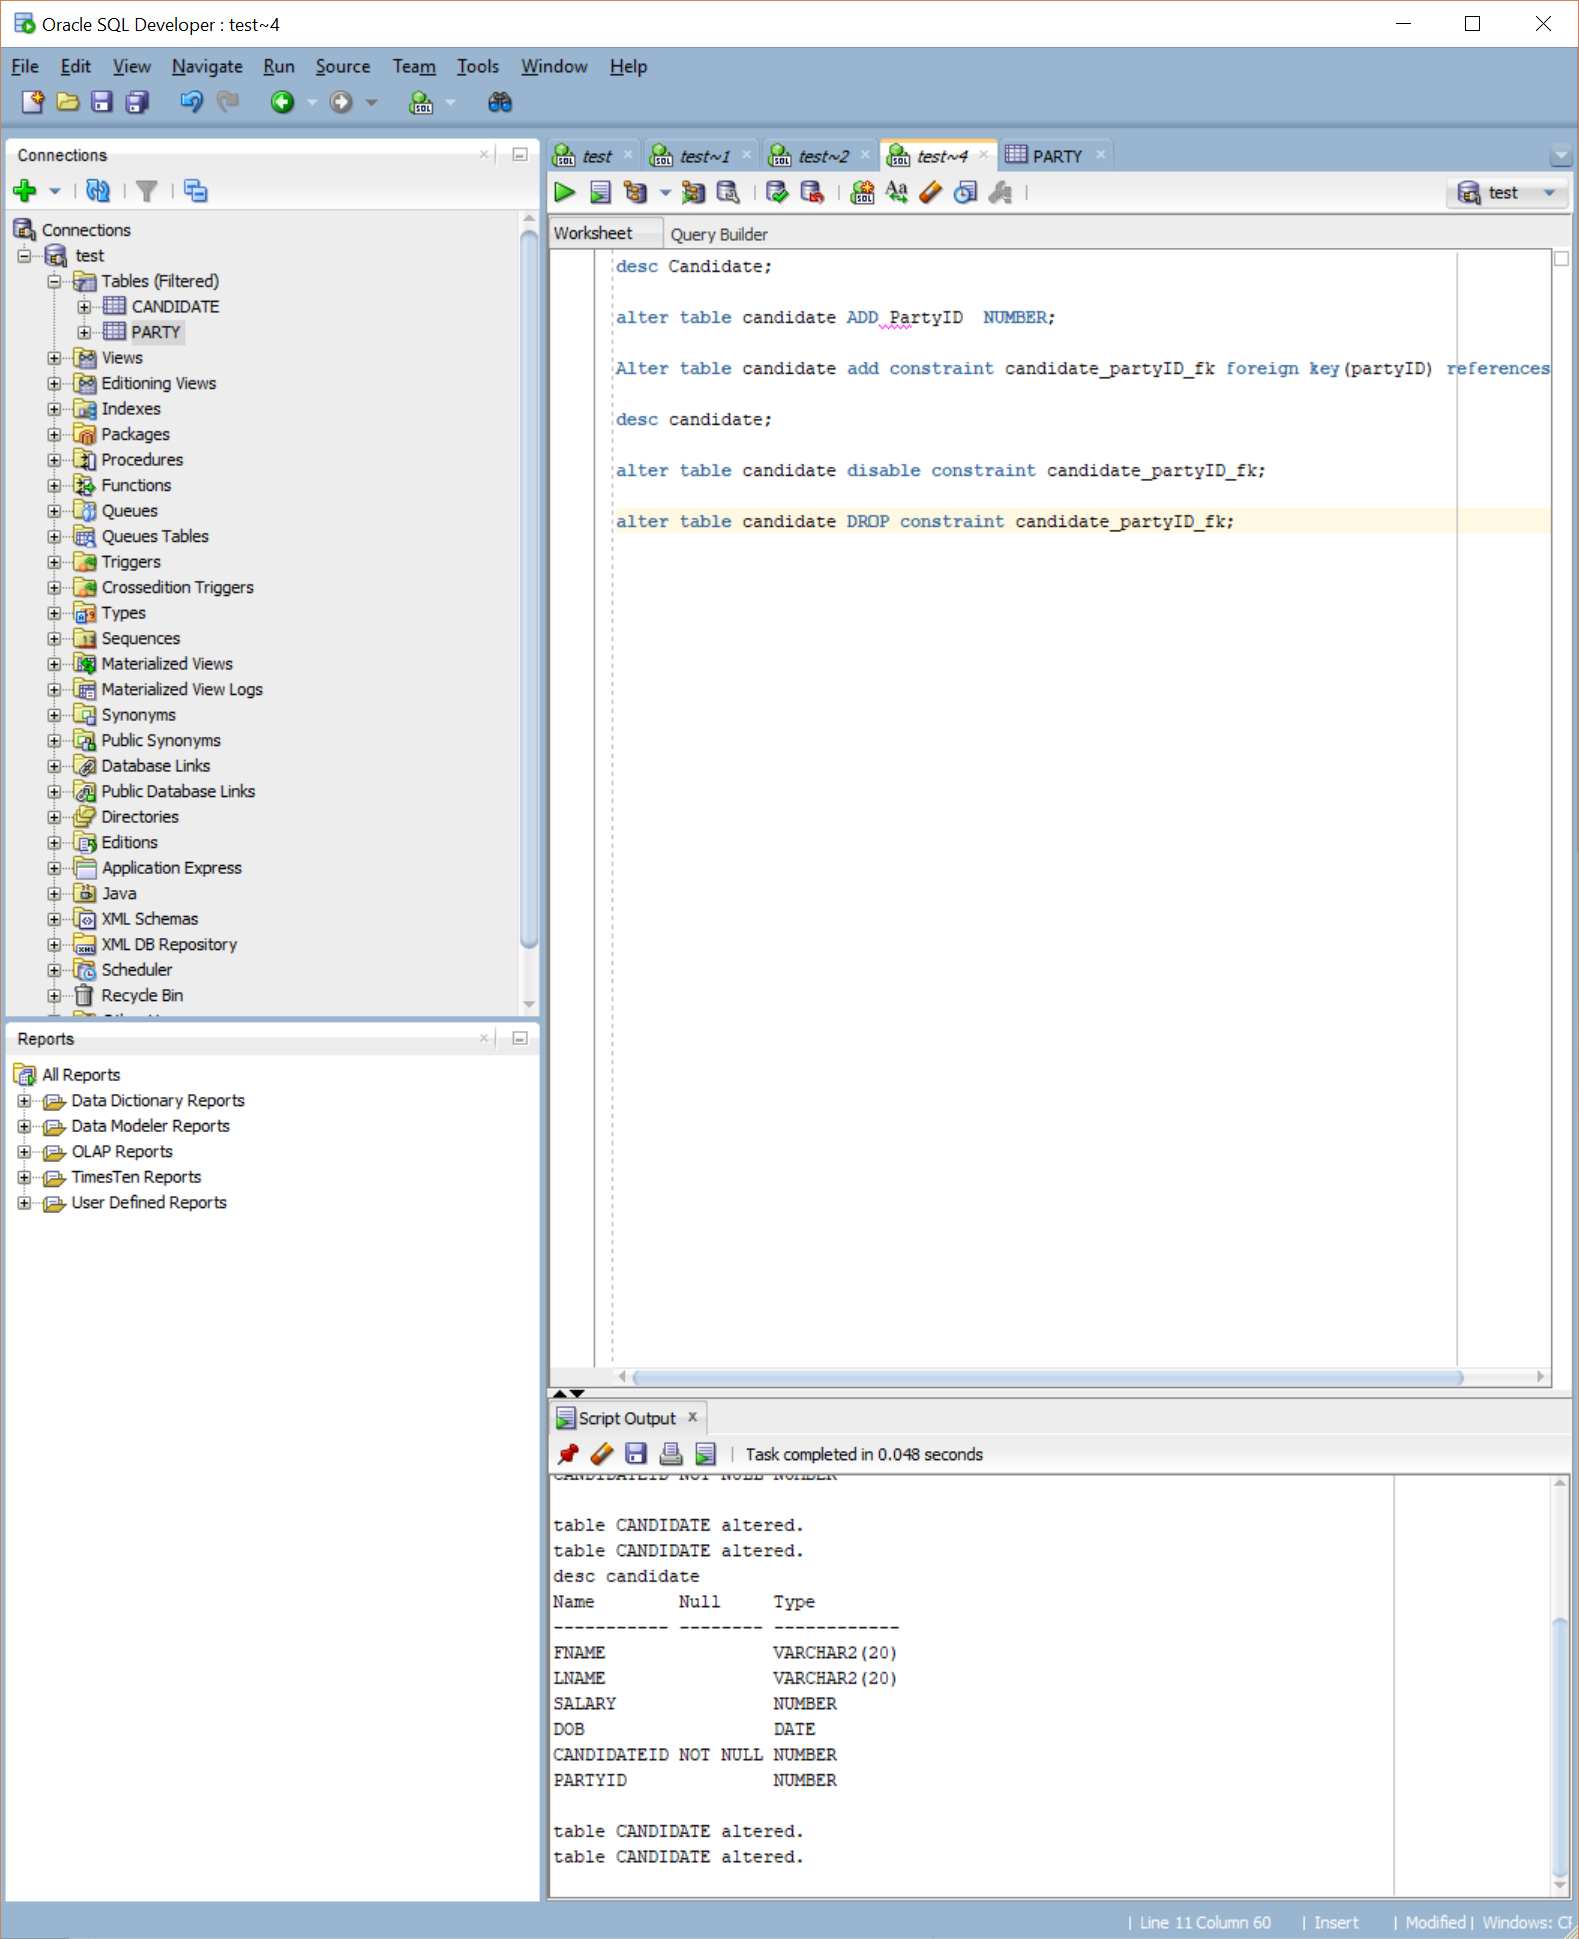 Oracle SQL Developer : test~4
File Edit View Navigate Run Source Team Tools Window Help
Connections
Connections
test
Tables (Filtered)
CANDIDATE
PARTY
Views
Editioning Views
Indexes
Packages
Procedures
Functions
Queues
Queues Tables
Triggers
Crossedition Triggers
Types
Sequences
Materialized Views
Materialized View Logs
Synonyms
Public Synonyms
Database Links
Public Database Links
Directories
Editions
Application Express
Java
XML Schemas
XML DB Repository
Scheduler
Recycle Bin
Reports
All Reports
Data Dictionary Reports
Data Modeler Reports
OLAP Reports
TimesTen Reports
User Defined Reports
test test~1 test~2 test~4 PARTY
test
Worksheet Query Builder
desc Candidate;
alter table candidate ADD PartyID NUMBER;
Alter table candidate add constraint candidate_partyID_fk foreign key(partyID) references
desc candidate;
alter table candidate disable constraint candidate_partyID_fk;
alter table candidate DROP constraint candidate_partyID_fk;
Script Output
Task completed in 0.048 seconds
CANDIDATEID NOT NULL NUMBER
table CANDIDATE altered.
table CANDIDATE altered.
desc candidate
Name Null Type
----------- -------- ------------
FNAME VARCHAR2(20)
LNAME VARCHAR2(20)
SALARY NUMBER
DOB DATE
CANDIDATEID NOT NULL NUMBER
PARTYID NUMBER
table CANDIDATE altered.
table CANDIDATE altered.
| Line 11 Column 60 | Insert | Modified | Windows: